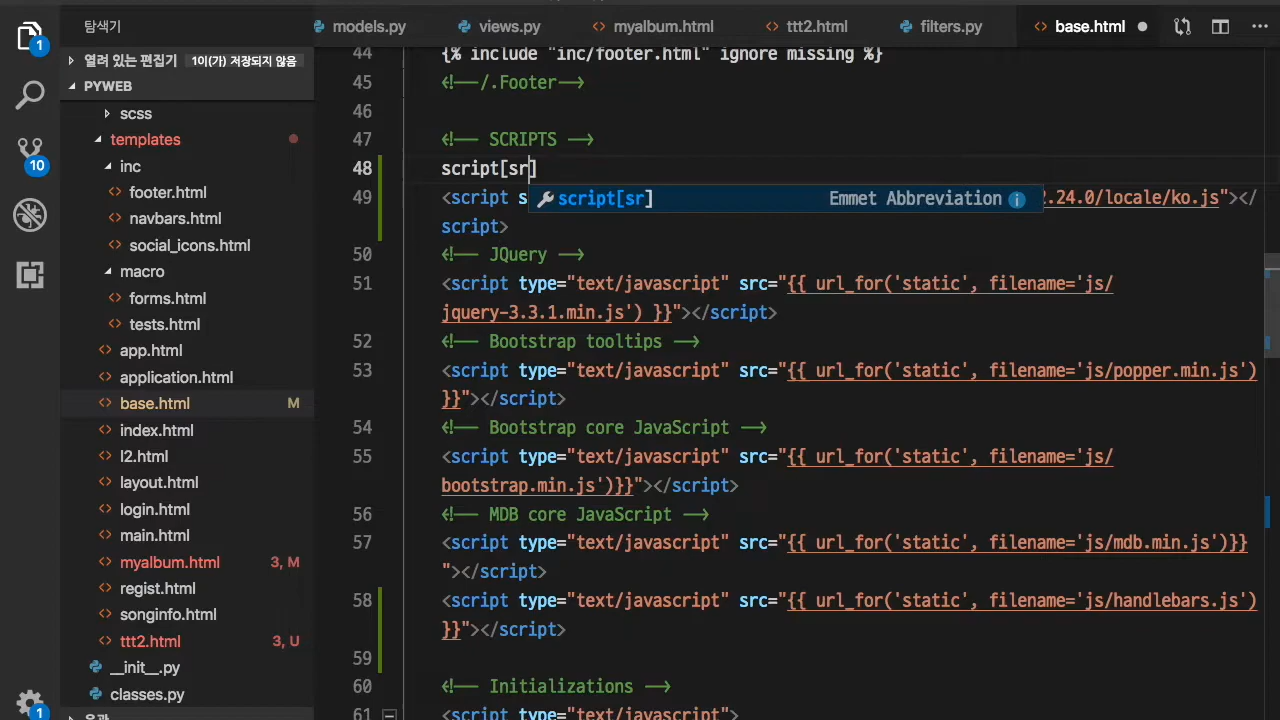 탐색기
models.py
views.py
myalbum.html
ttt2.html
filters.py
base.html
1
열려 있는 편집기 1이(가) 저장되지 않음
PYWEB
scss
templates
inc
10
footer.html
navbars.html
social_icons.html
macro
forms.html
tests.html
app.html
application.html
base.html M
index.html
l2.html
layout.html
login.html
main.html
myalbum.html 3, M
regist.html
songinfo.html
ttt2.html 3, U
__init__.py
classes.py
1
44 {% include "inc/footer.html" ignore missing %}
45 <!--/.Footer-->
46
47 <!-- SCRIPTS -->
48 script[sr]
script[sr] Emmet Abbreviation
49 <script s 2.24.0/locale/ko.js"></
script>
50 <!-- JQuery -->
51 <script type="text/javascript" src="{{ url_for('static', filename='js/
jquery-3.3.1.min.js') }}"></script>
52 <!-- Bootstrap tooltips -->
53 <script type="text/javascript" src="{{ url_for('static', filename='js/popper.min.js')
}}"></script>
54 <!-- Bootstrap core JavaScript -->
55 <script type="text/javascript" src="{{ url_for('static', filename='js/
bootstrap.min.js')}}"></script>
56 <!-- MDB core JavaScript -->
57 <script type="text/javascript" src="{{ url_for('static', filename='js/mdb.min.js')}}
"></script>
58 <script type="text/javascript" src="{{ url_for('static', filename='js/handlebars.js')
}}"></script>
59
60 <!-- Initializations -->
61 <script type="text/javascript">